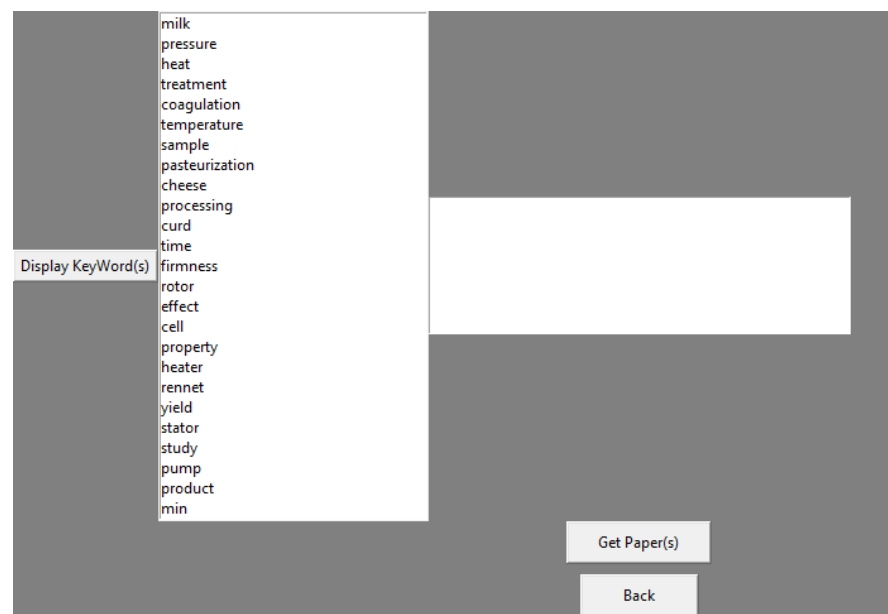 milk
pressure
heat
treatment
coagulation
temperature
sample
pasteurization
cheese
processing
curd
time
Display KeyWord(s)
firmness
rotor
effect
cell
property
heater
rennet
yield
stator
study
pump
product
min
Get Paper(s)
Back